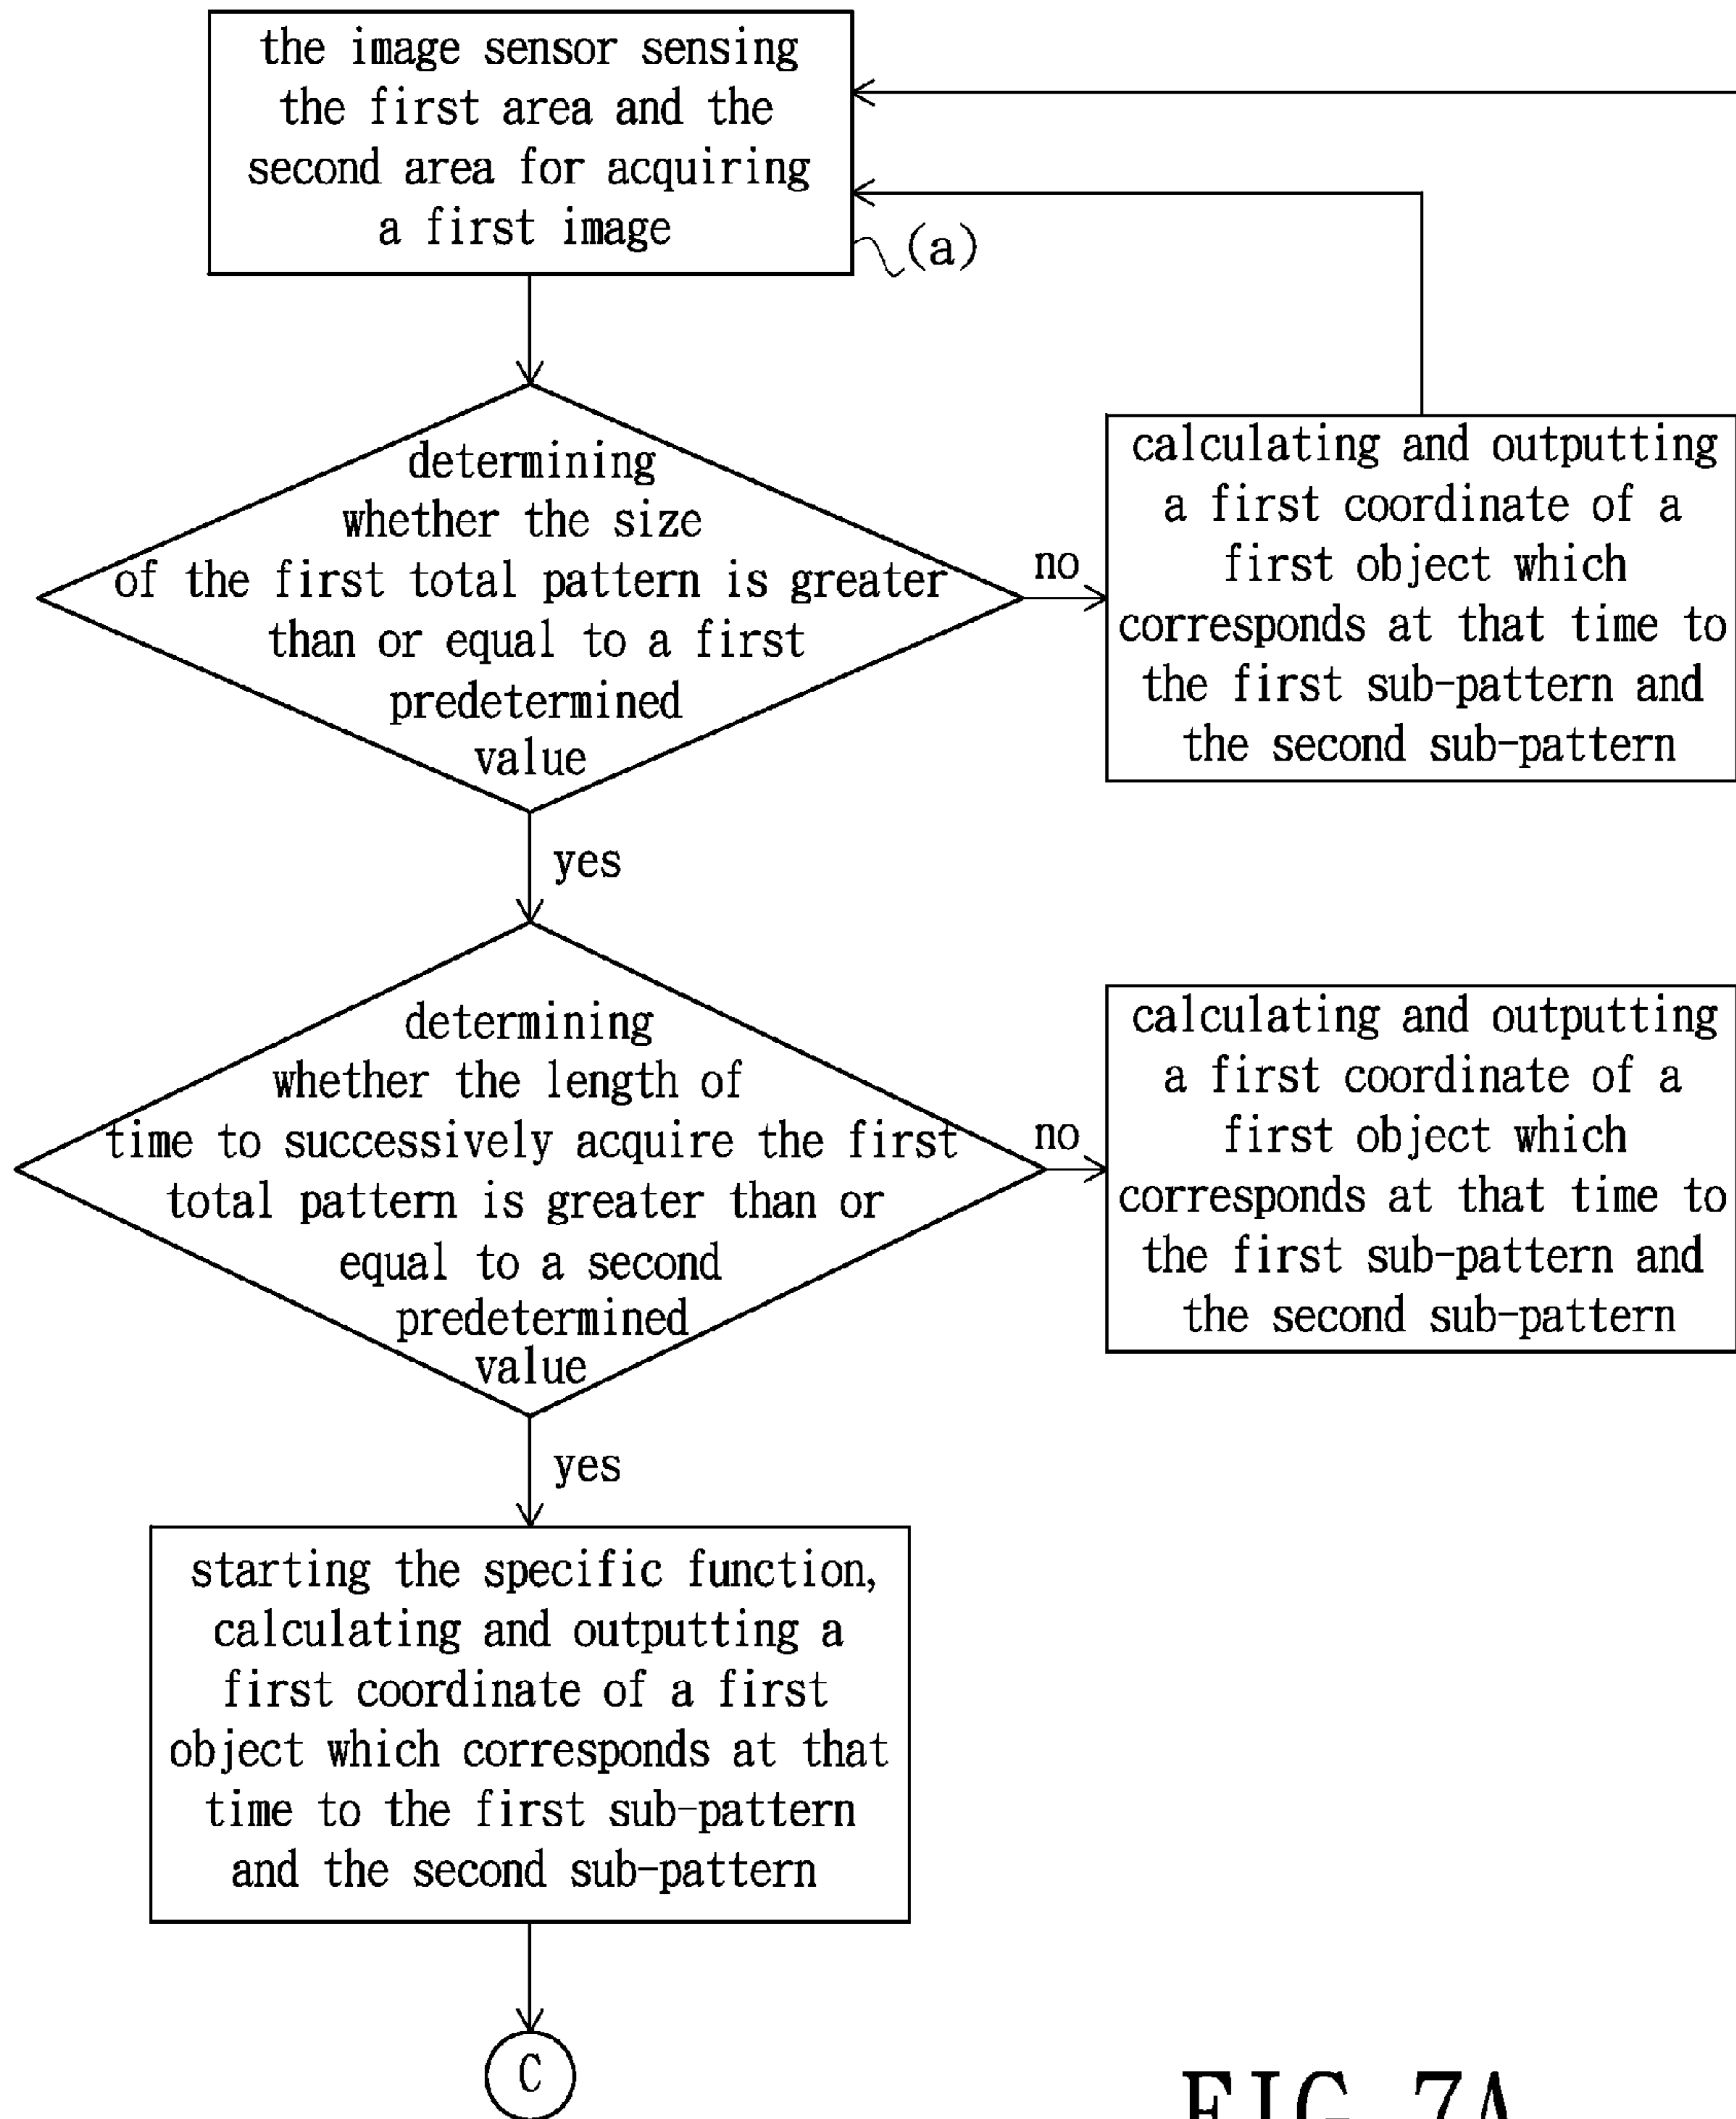 the image sensor sensing
the first area and the
second area for acquiring
a first image
(a)
determining
whether the size
of the first total pattern is greater
than or equal to a first
predetermined
value
no
calculating and outputting
a first coordinate of a
first object which
corresponds at that time to
the first sub-pattern and
the second sub-pattern
yes
determining
whether the length of
time to successively acquire the first
total pattern is greater than or
equal to a second
predetermined
value
no
calculating and outputting
a first coordinate of a
first object which
corresponds at that time to
the first sub-pattern and
the second sub-pattern
yes
starting the specific function,
calculating and outputting a
first coordinate of a first
object which corresponds at that
time to the first sub-pattern
and the second sub-pattern
C
FIG. 7A